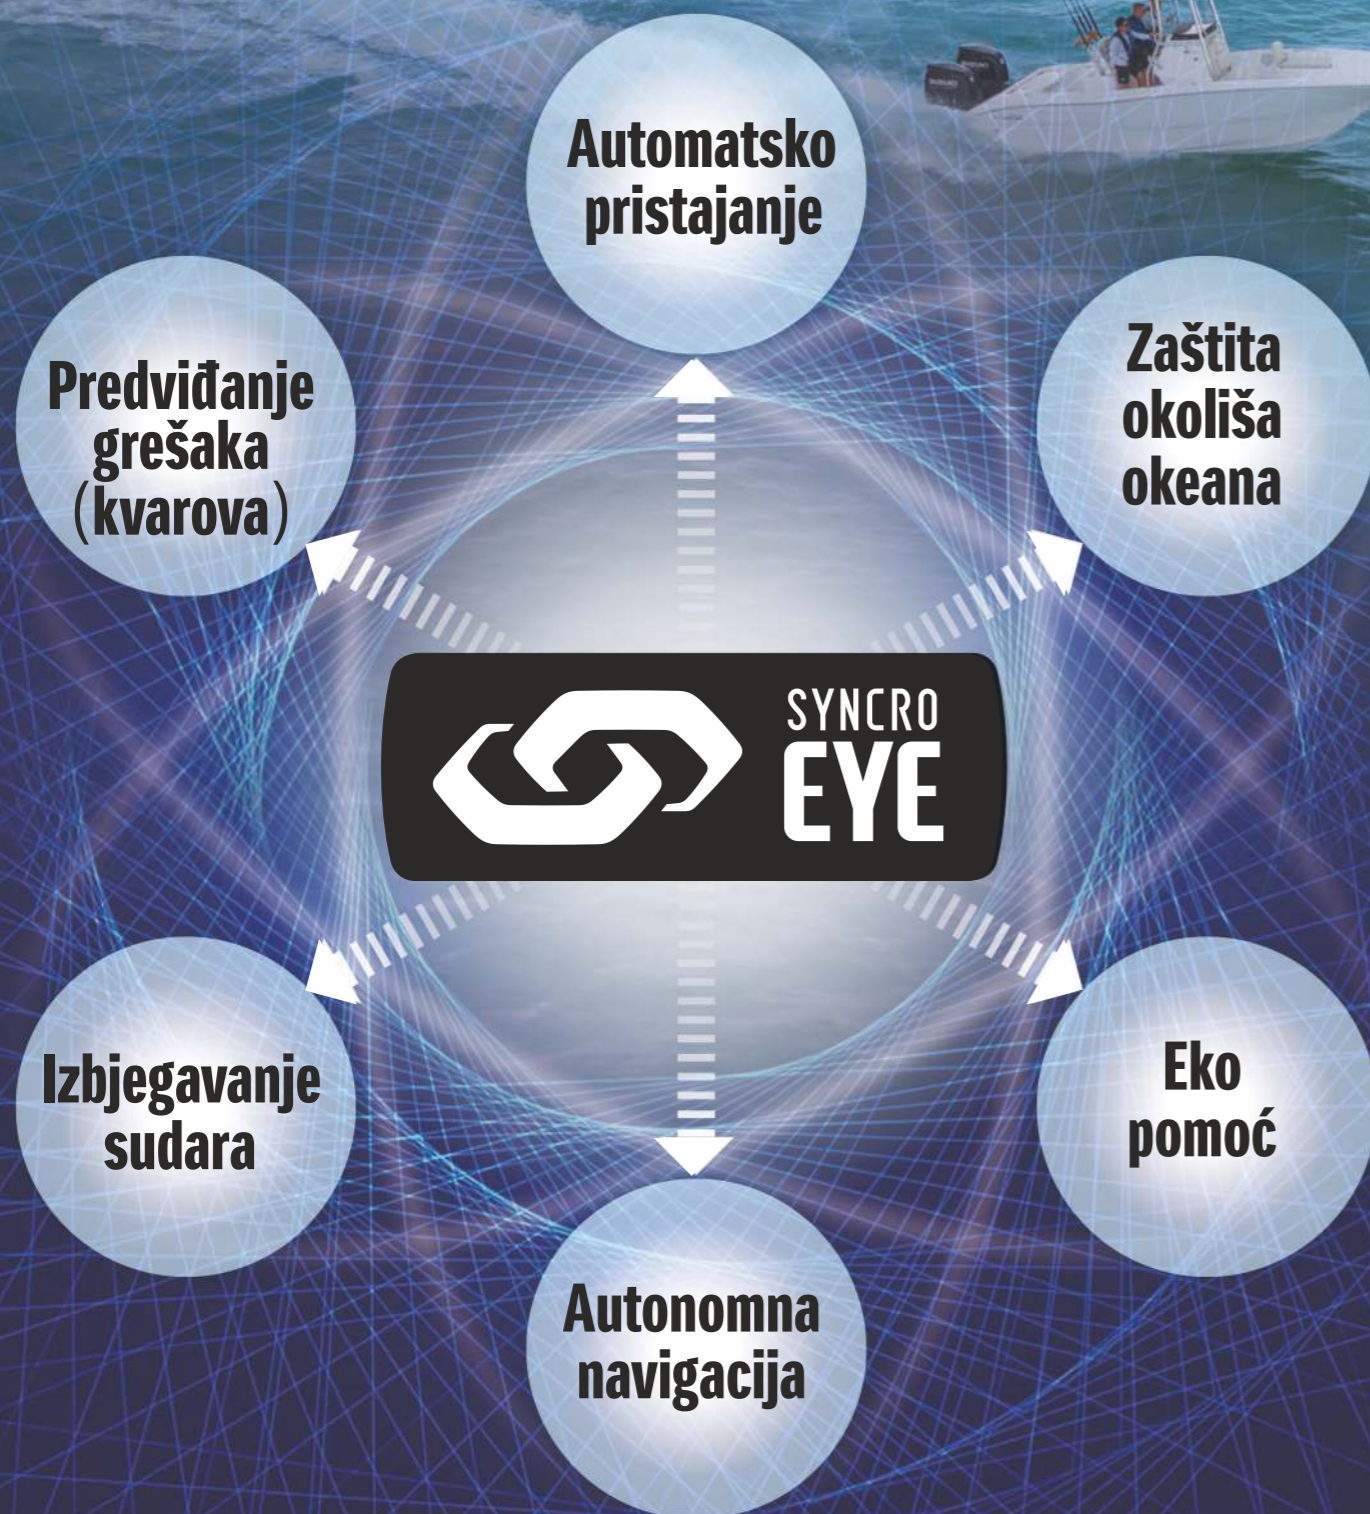 Automatsko
pristajanje
Predviđanje
grešaka
(kvarova)
Zaštita
okoliša
okeana
SYNCRO
EYE
Izbjegavanje
sudara
Eko
pomoć
Autonomna
navigacija